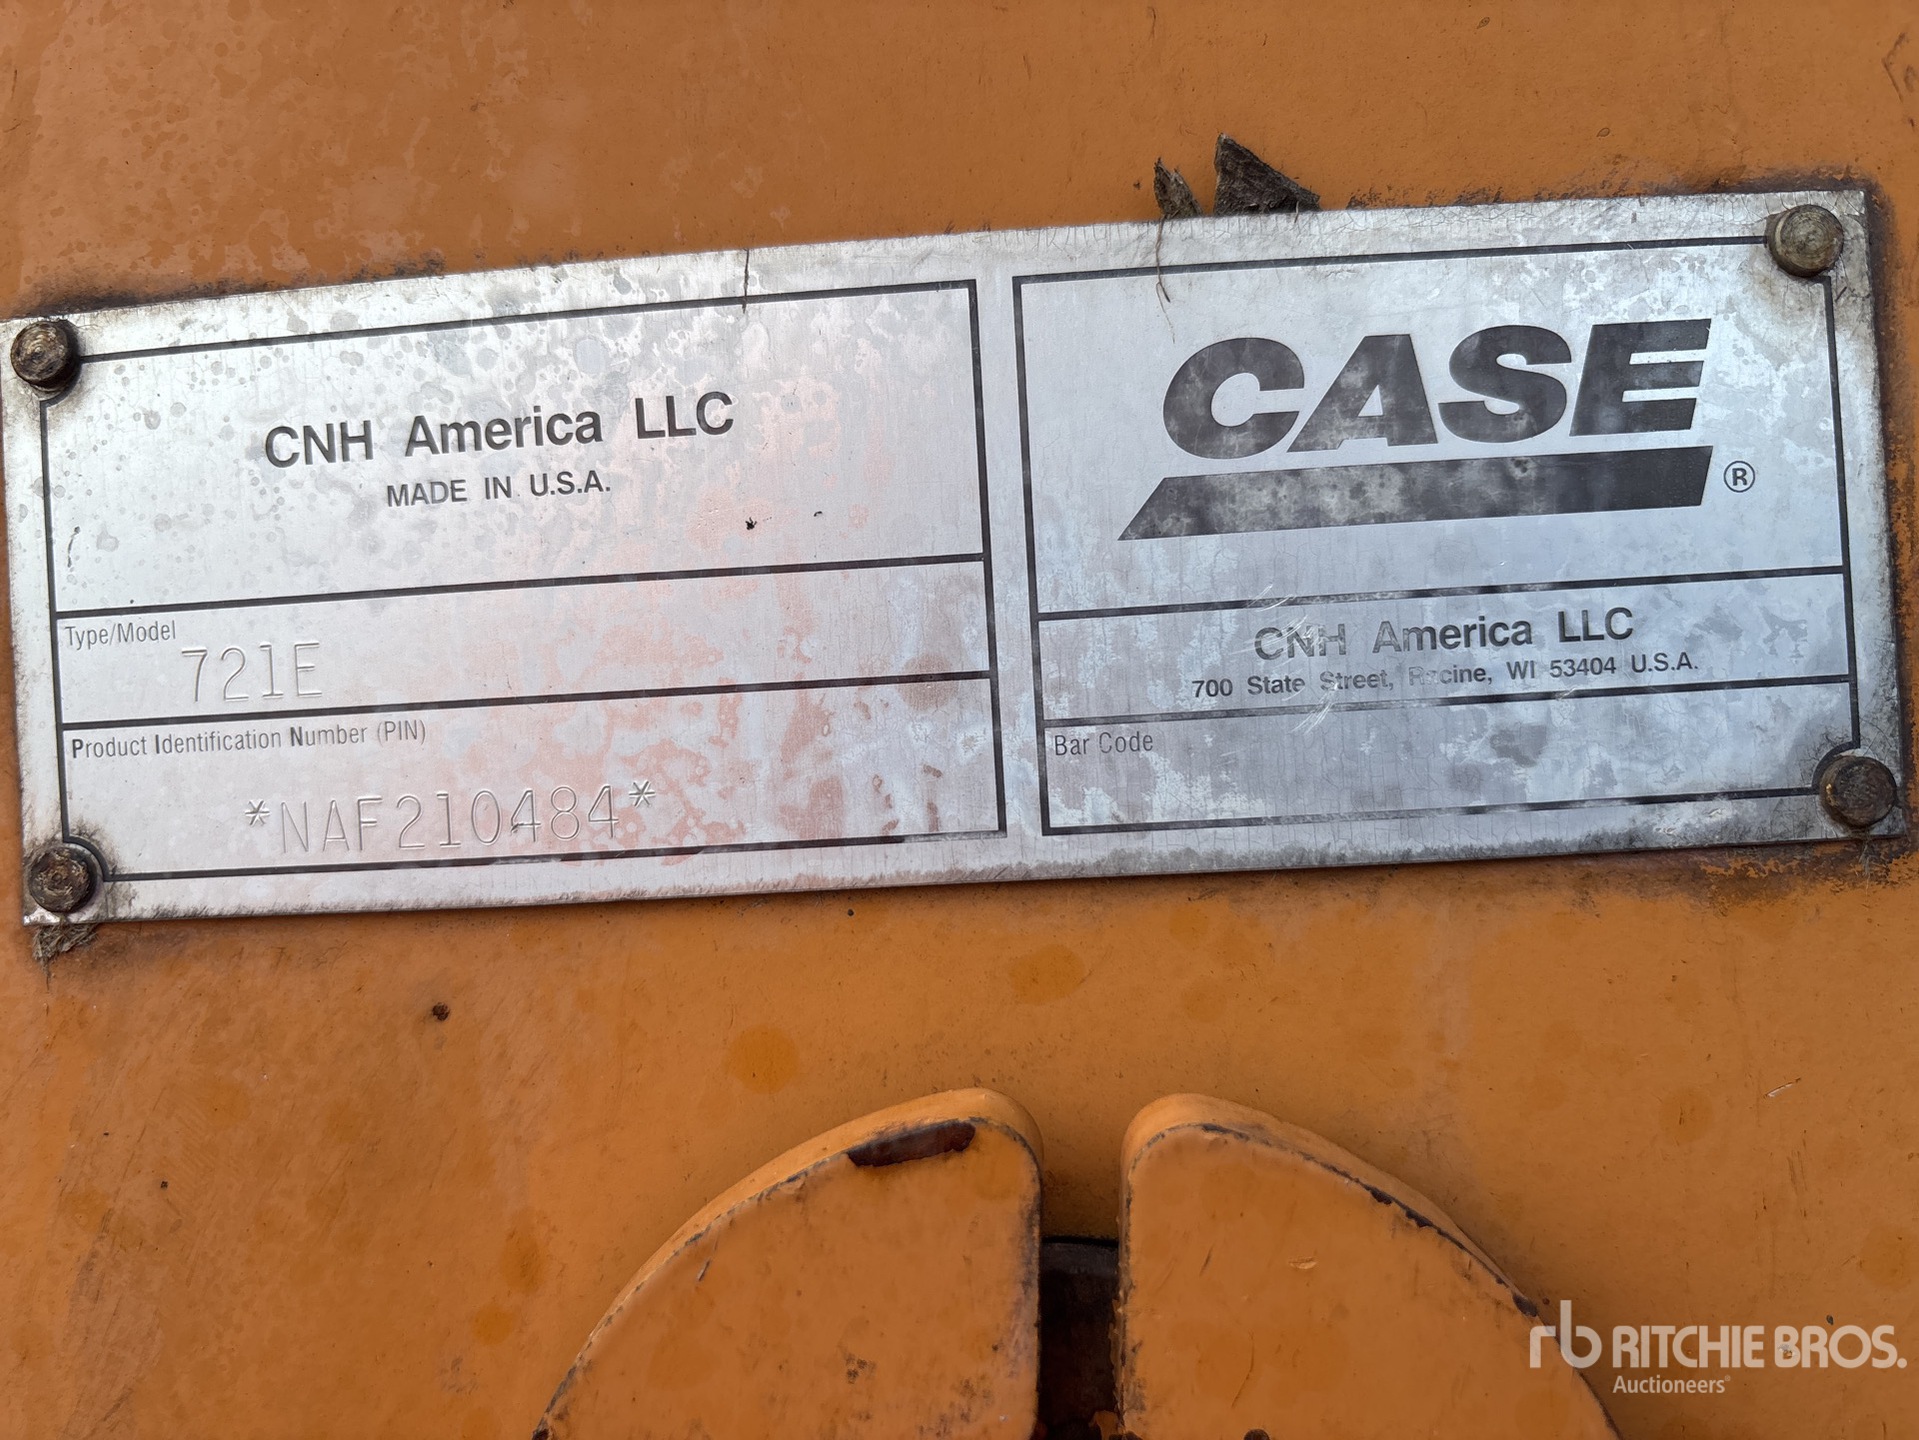 CNH America LLC
MADE IN U.S.A.
Type/Model
721E
Product Identification Number (PIN)
*NAF210484*
CASE®
CNH America LLC
700 State Street, Racine, WI 53404 U.S.A.
Bar Code
rb RITCHIE BROS.
Auctioneers